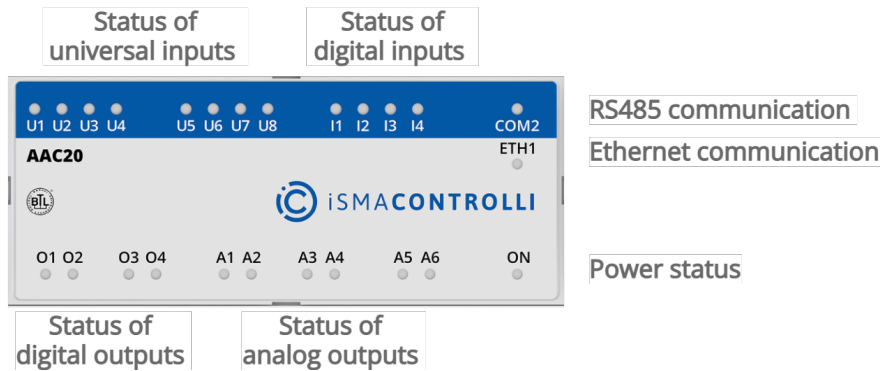 Status of
universal inputs
Status of
digital inputs
U1 U2 U3 U4 U5 U6 U7 U8 I1 I2 I3 I4 COM2
RS485 communication
AAC20
ETH1
Ethernet communication
BTL
iSMACONTROLLI
O1 O2 O3 O4 A1 A2 A3 A4 A5 A6 ON
Power status
Status of
digital outputs
Status of
analog outputs